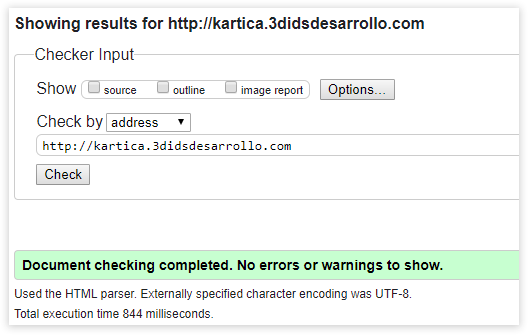 Showing results for http://kartica.3didsdesarrollo.com
Checker Input
Show source outline image report Options...
Check by address
http://kartica.3didsdesarrollo.com
Check
Document checking completed. No errors or warnings to show.
Used the HTML parser. Externally specified character encoding was UTF-8.
Total execution time 844 milliseconds.